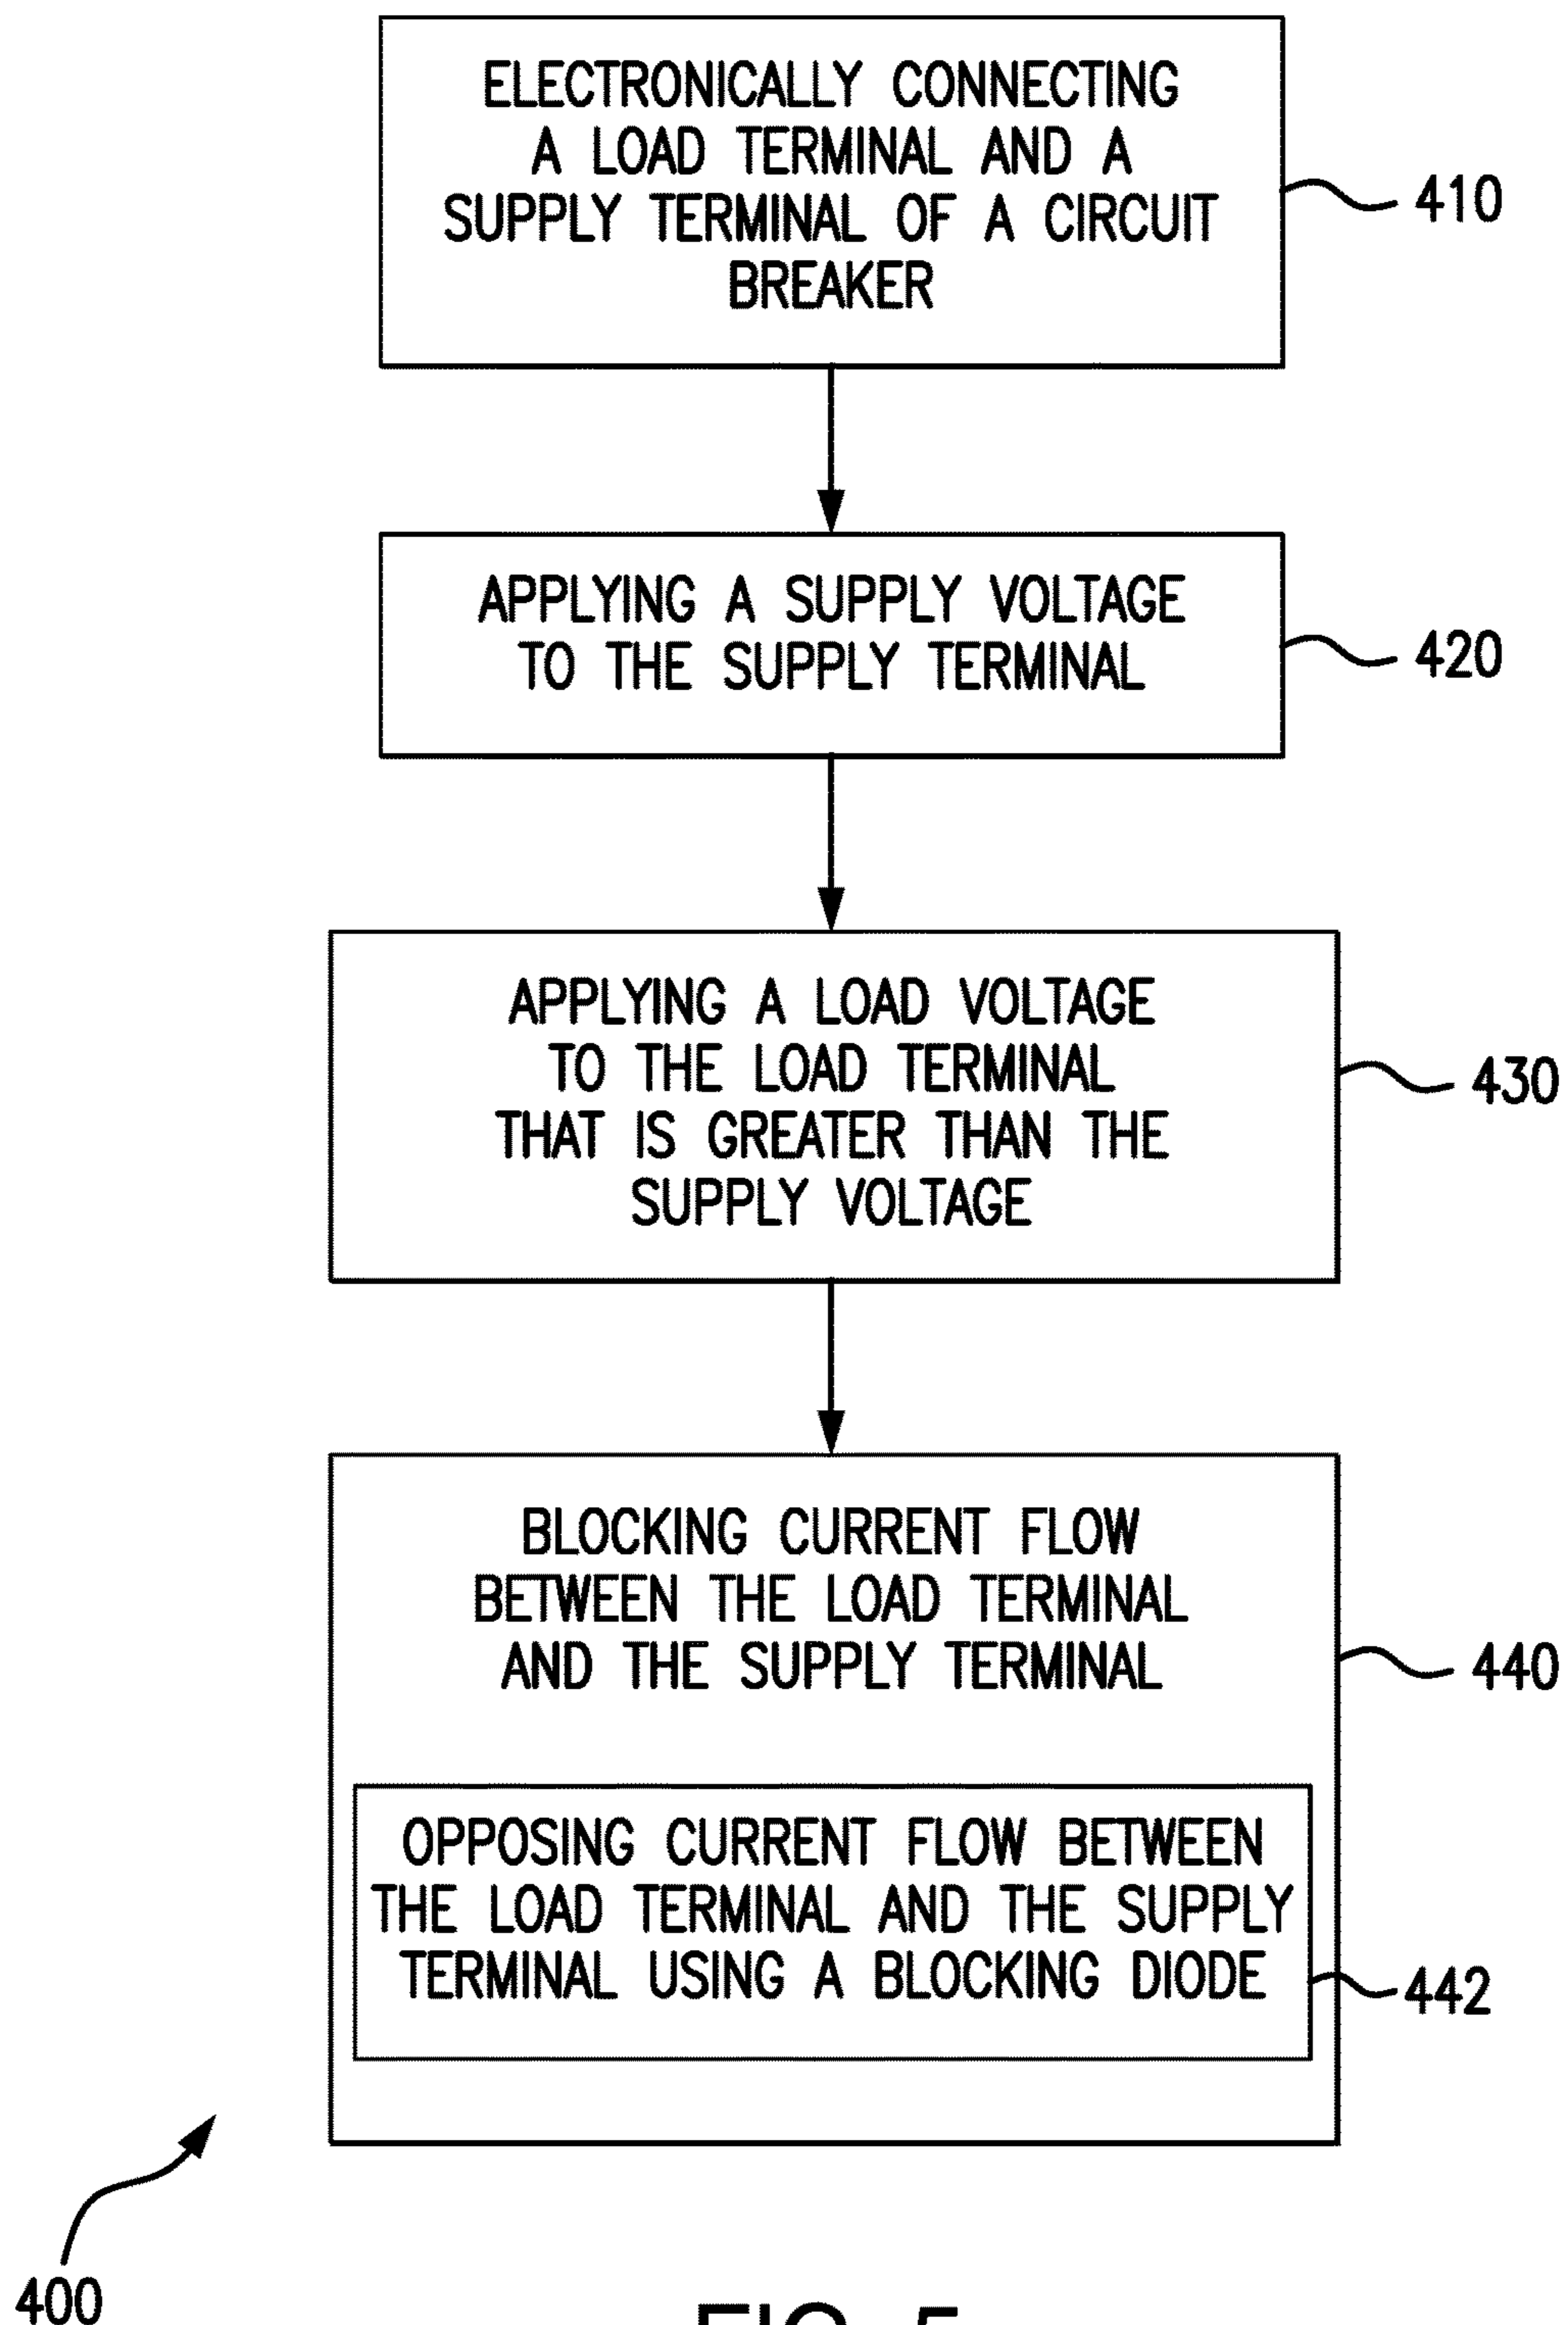 ELECTRONICALLY CONNECTING
A LOAD TERMINAL AND A
SUPPLY TERMINAL OF A CIRCUIT
BREAKER
410
APPLYING A SUPPLY VOLTAGE
TO THE SUPPLY TERMINAL
420
APPLYING A LOAD VOLTAGE
TO THE LOAD TERMINAL
THAT IS GREATER THAN THE
SUPPLY VOLTAGE
430
BLOCKING CURRENT FLOW
BETWEEN THE LOAD TERMINAL
AND THE SUPPLY TERMINAL
440
OPPOSING CURRENT FLOW BETWEEN
THE LOAD TERMINAL AND THE SUPPLY
TERMINAL USING A BLOCKING DIODE
442
400